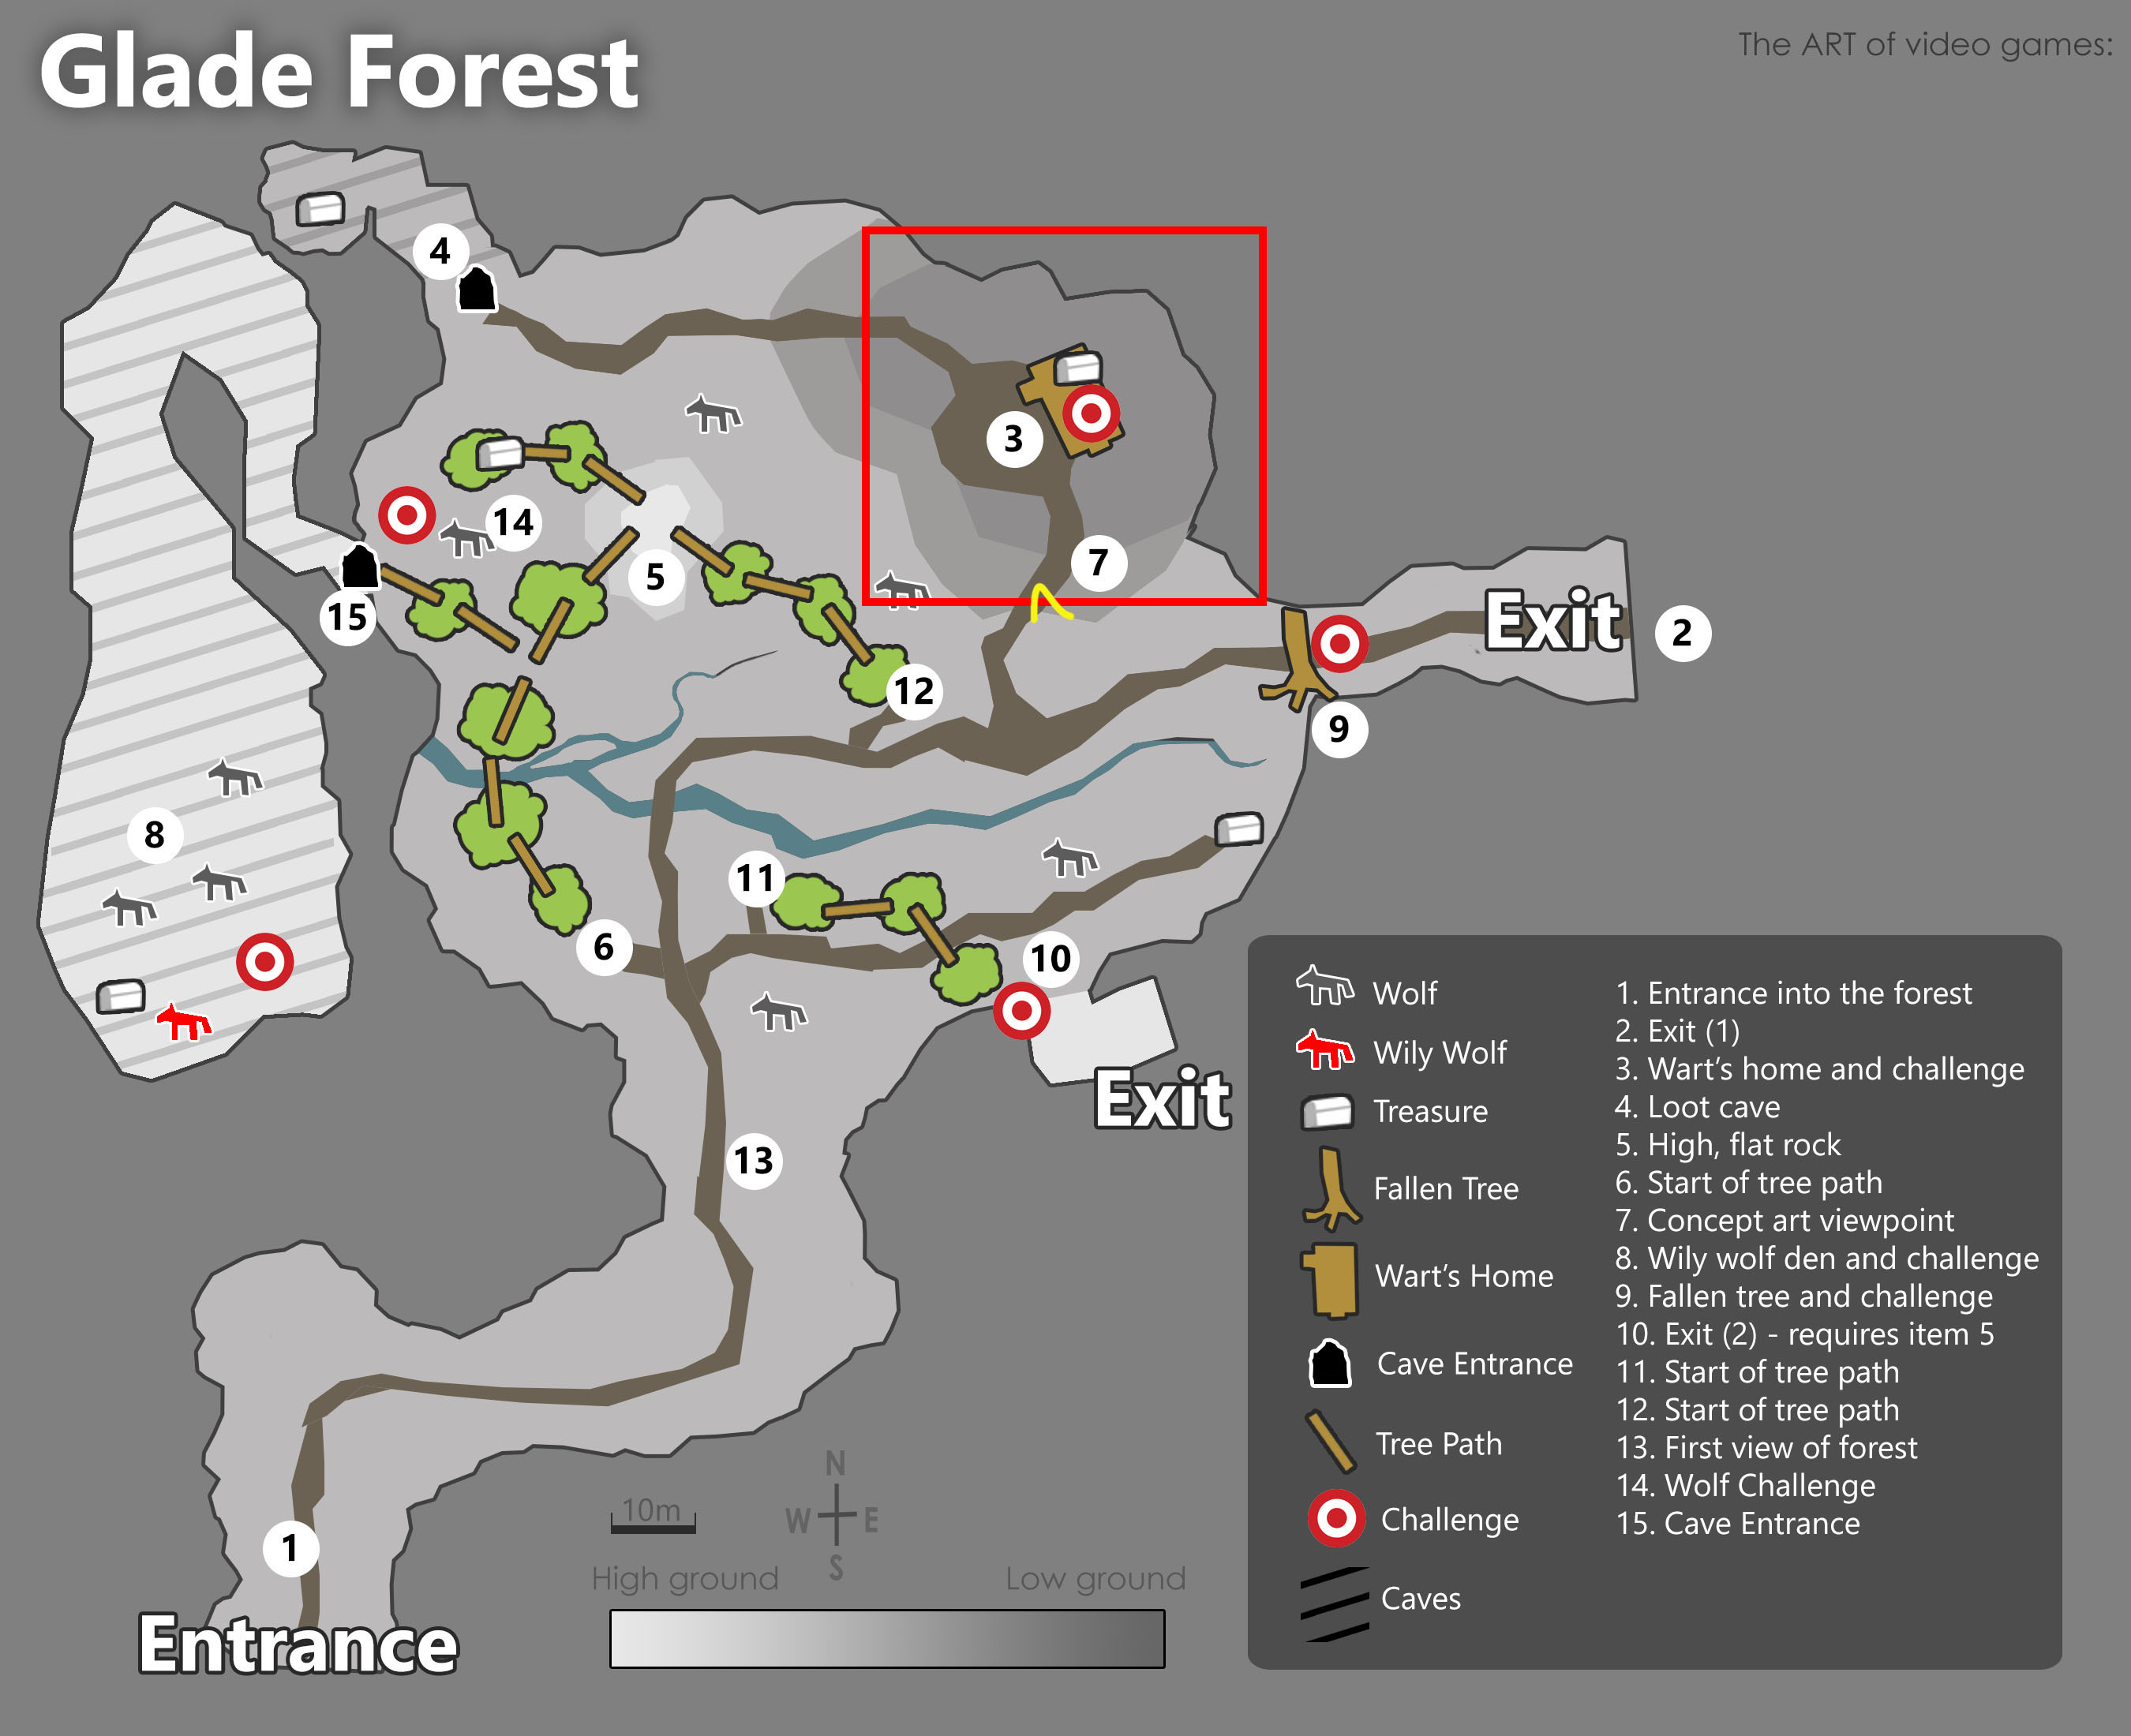 Glade Forest
The ART of video games:
4
3
14
5
7
15
Exit
2
12
9
8
11
6
10
Exit
13
1
Entrance
N
W E
S
10m
High ground
Low ground
Wolf
Wily Wolf
Treasure
Fallen Tree
Wart's Home
Cave Entrance
Tree Path
Challenge
Caves
1. Entrance into the forest
2. Exit (1)
3. Wart's home and challenge
4. Loot cave
5. High, flat rock
6. Start of tree path
7. Concept art viewpoint
8. Wily wolf den and challenge
9. Fallen tree and challenge
10. Exit (2) - requires item 5
11. Start of tree path
12. Start of tree path
13. First view of forest
14. Wolf Challenge
15. Cave Entrance